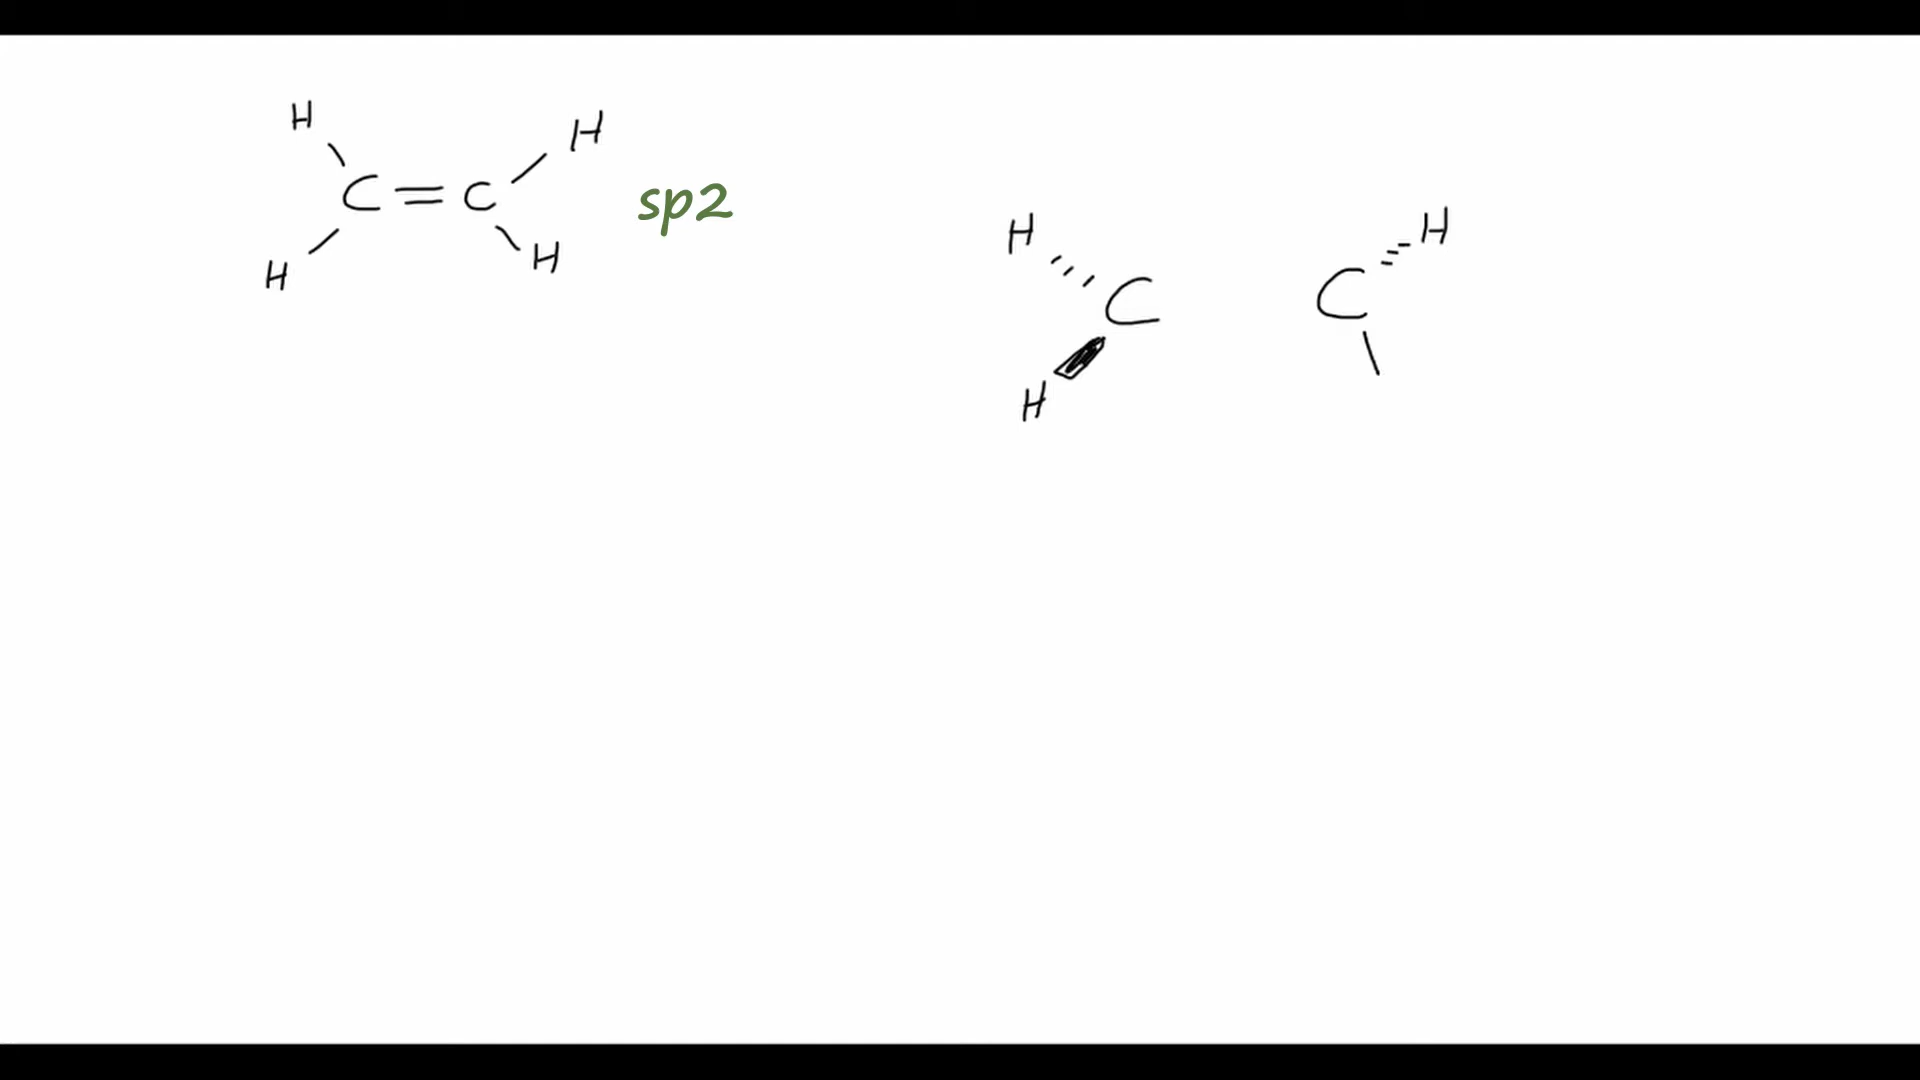 H H
C = C sp2
H H
H H
C C
H